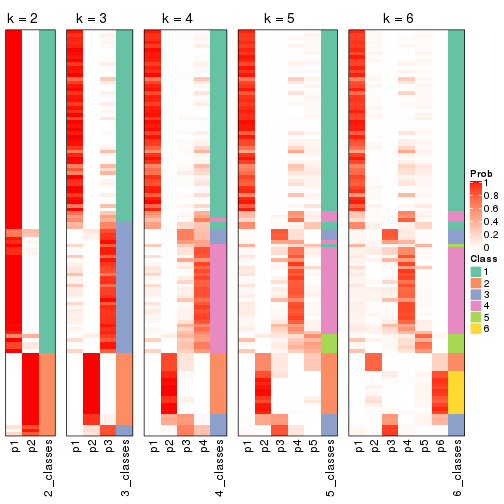 k = 2
k = 3
k = 4
k = 5
k = 6
Prob
1
0.8
0.6
0.4
0.2
0
Class
1
2
3
4
5
6
p1
p2
2_classes
p1
p2
p3
3_classes
p1
p2
p3
p4
4_classes
p1
p2
p3
p4
p5
5_classes
p1
p2
p3
p4
p5
p6
6_classes